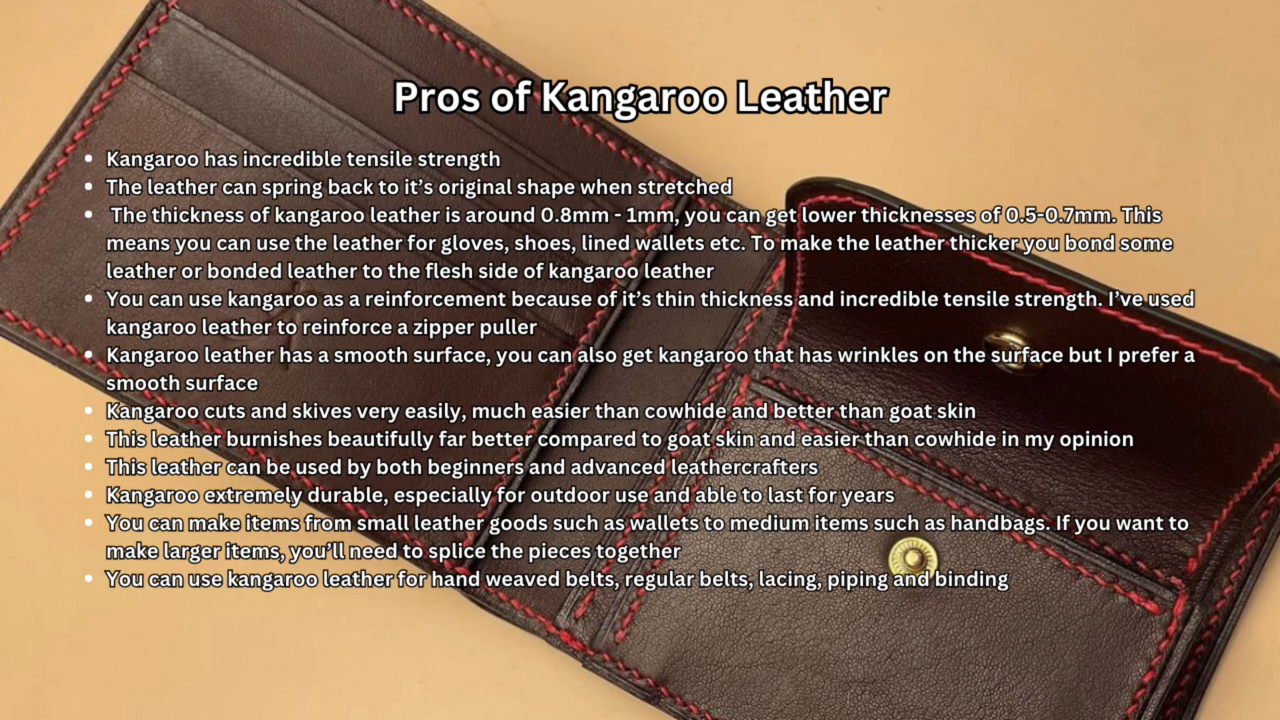 Pros of Kangaroo Leather
• Kangaroo has incredible tensile strength
• The leather can spring back to it's original shape when stretched
• The thickness of kangaroo leather is around 0.8mm - 1mm, you can get lower thicknesses of 0.5-0.7mm. This
means you can use the leather for gloves, shoes, lined wallets etc. To make the leather thicker you bond some
leather or bonded leather to the flesh side of kangaroo leather
• You can use kangaroo as a reinforcement because of it's thin thickness and incredible tensile strength. I've used
kangaroo leather to reinforce a zipper puller
• Kangaroo leather has a smooth surface, you can also get kangaroo that has wrinkles on the surface but I prefer a
smooth surface
• Kangaroo cuts and skives very easily, much easier than cowhide and better than goat skin
• This leather burnishes beautifully far better compared to goat skin and easier than cowhide in my opinion
• This leather can be used by both beginners and advanced leathercrafters
• Kangaroo extremely durable, especially for outdoor use and able to last for years
• You can make items from small leather goods such as wallets to medium items such as handbags. If you want to
make larger items, you'll need to splice the pieces together
• You can use kangaroo leather for hand weaved belts, regular belts, lacing, piping and binding